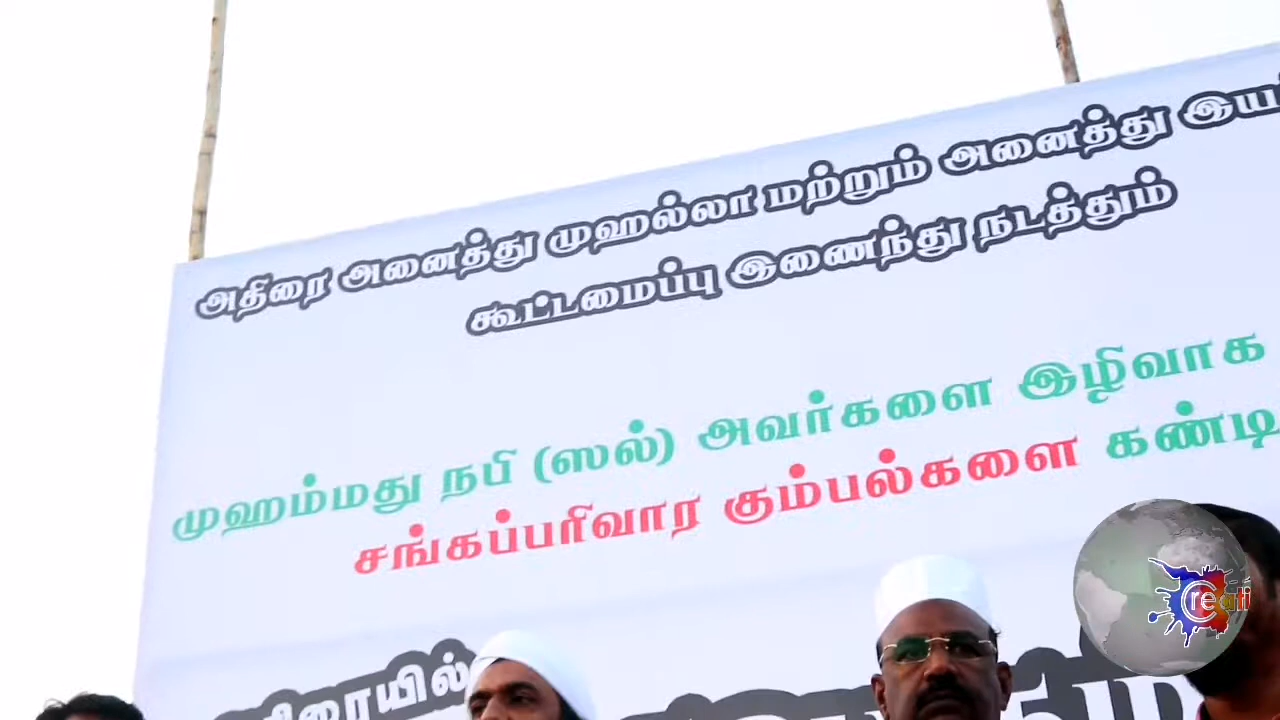 அதிரை அனைத்து முஹல்லா மற்றும் அனைத்து
கூட்டமைப்பு இணைந்து நடத்தும்
முஹம்மது நபி (ஸல்) அவர்களை இழிவாக
சங்கப்பரிவார கும்பல்களை